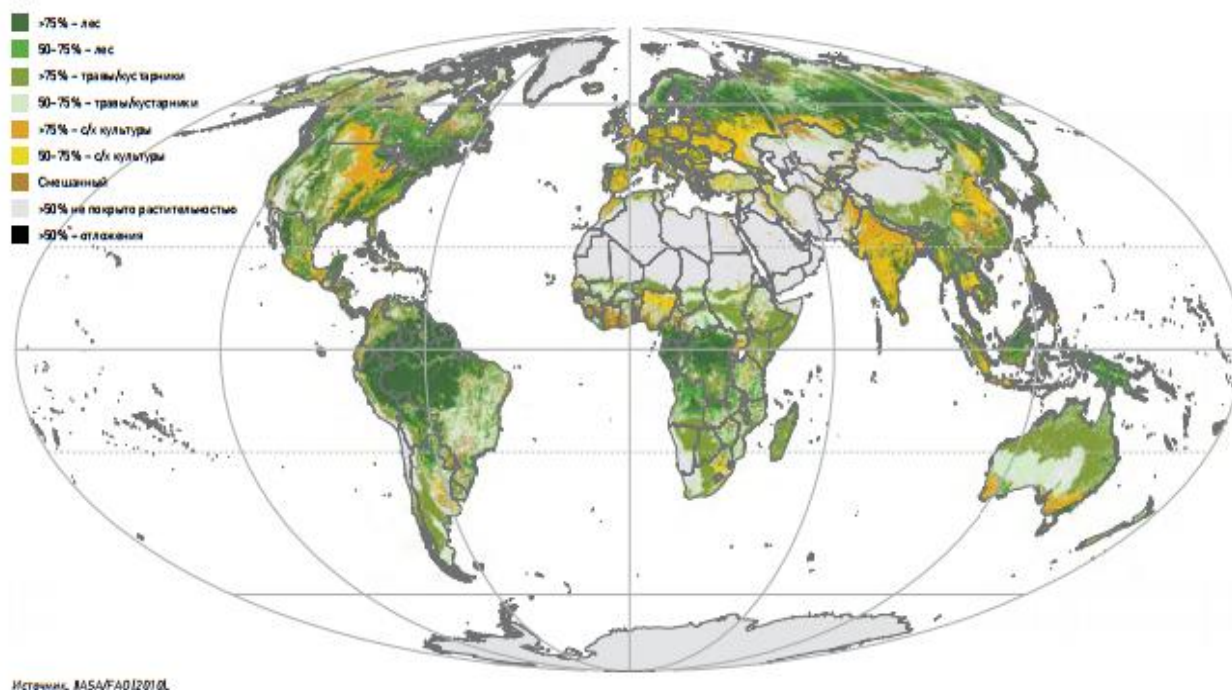 >75% – лес
50–75% – лес
>75% – травы/кустарники
50–75% – травы/кустарники
>75% – с/х культуры
50–75% – с/х культуры
Смешанный
>50% не покрыто растительностью
>50% – отложения
Источник. IIASA/FAO (2010).